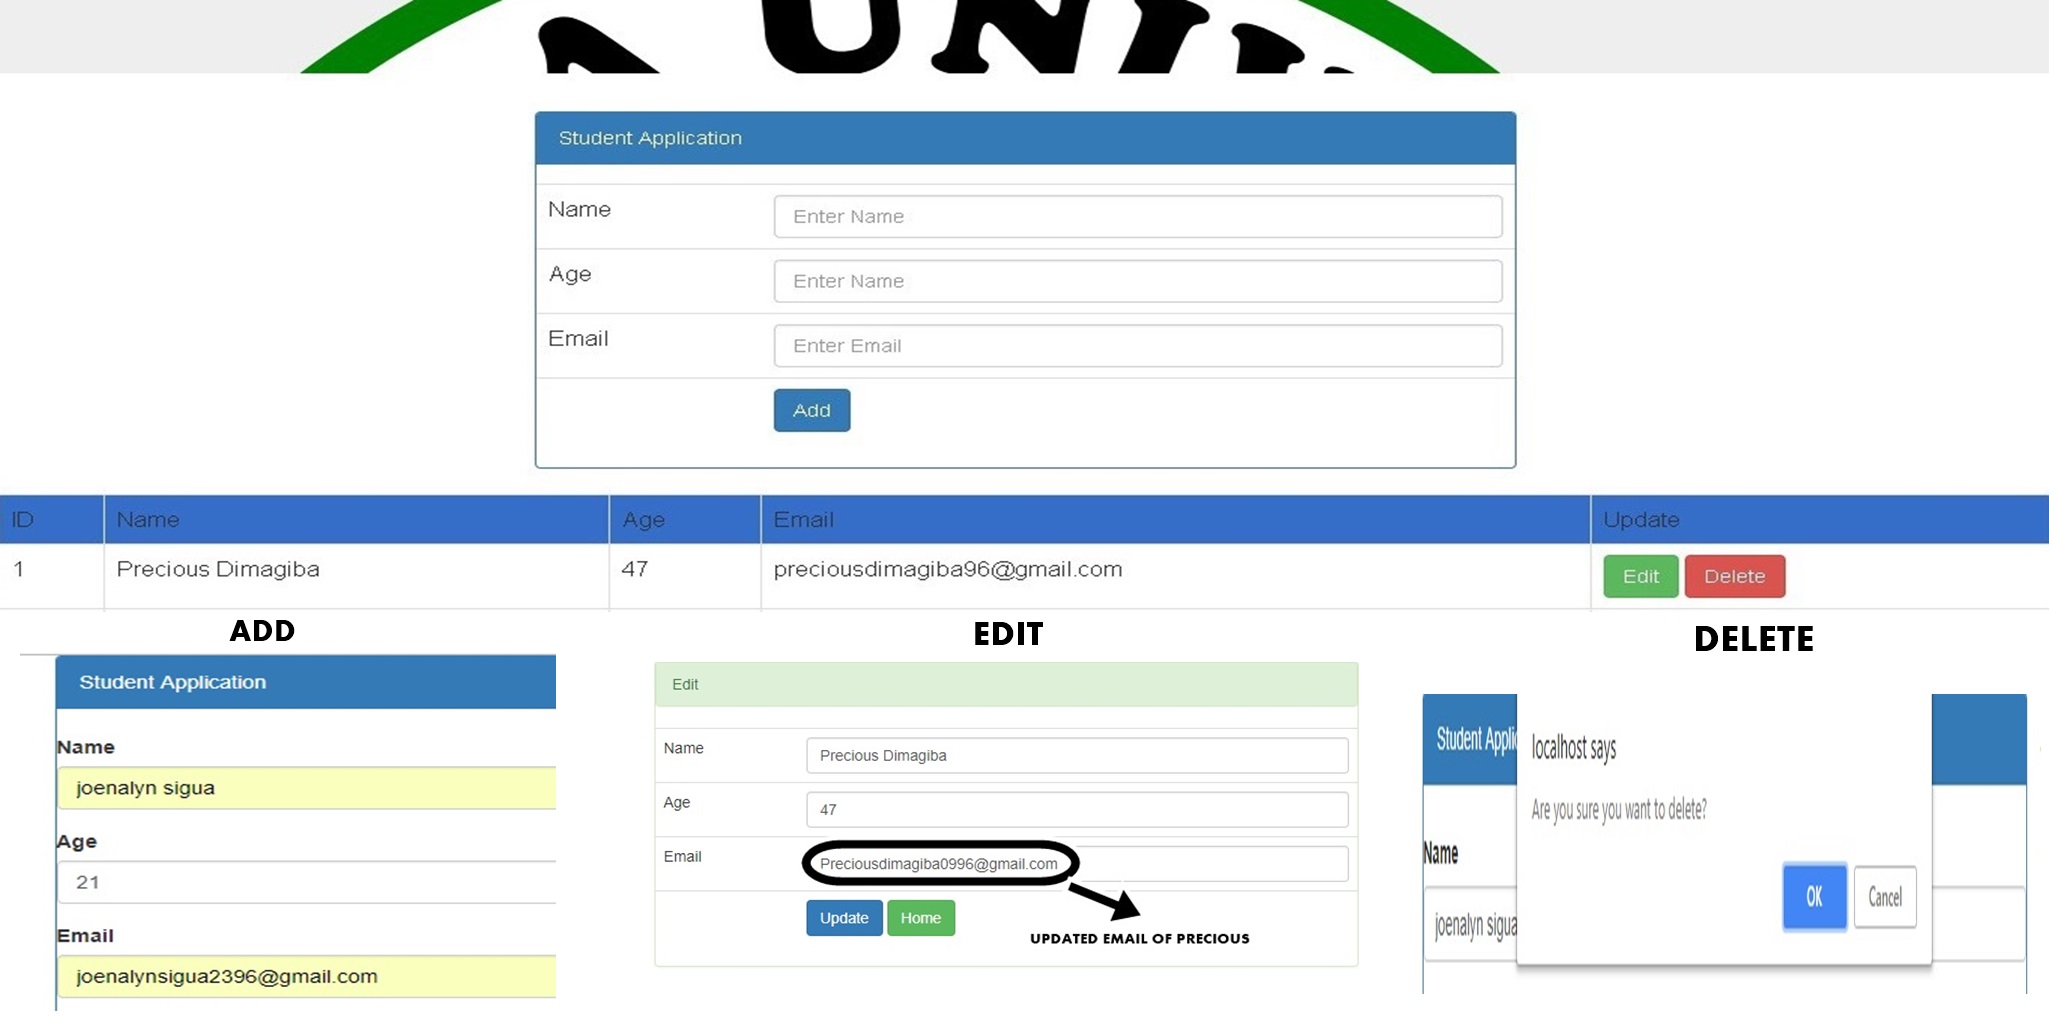 UNIV
Student Application
Name Enter Name
Age Enter Name
Email Enter Email
Add
ID Name Age Email Update
1 Precious Dimagiba 47 preciousdimagiba96@gmail.com Edit Delete
ADD
Student Application
Name
joenalyn sigua
Age
21
Email
joenalynsigua2396@gmail.com
EDIT
Edit
Name Precious Dimagiba
Age 47
Email Preciousdimagiba0996@gmail.com
Update Home
UPDATED EMAIL OF PRECIOUS
DELETE
Student Applic
localhost says
Are you sure you want to delete?
Name
OK Cancel
joenalyn sigua